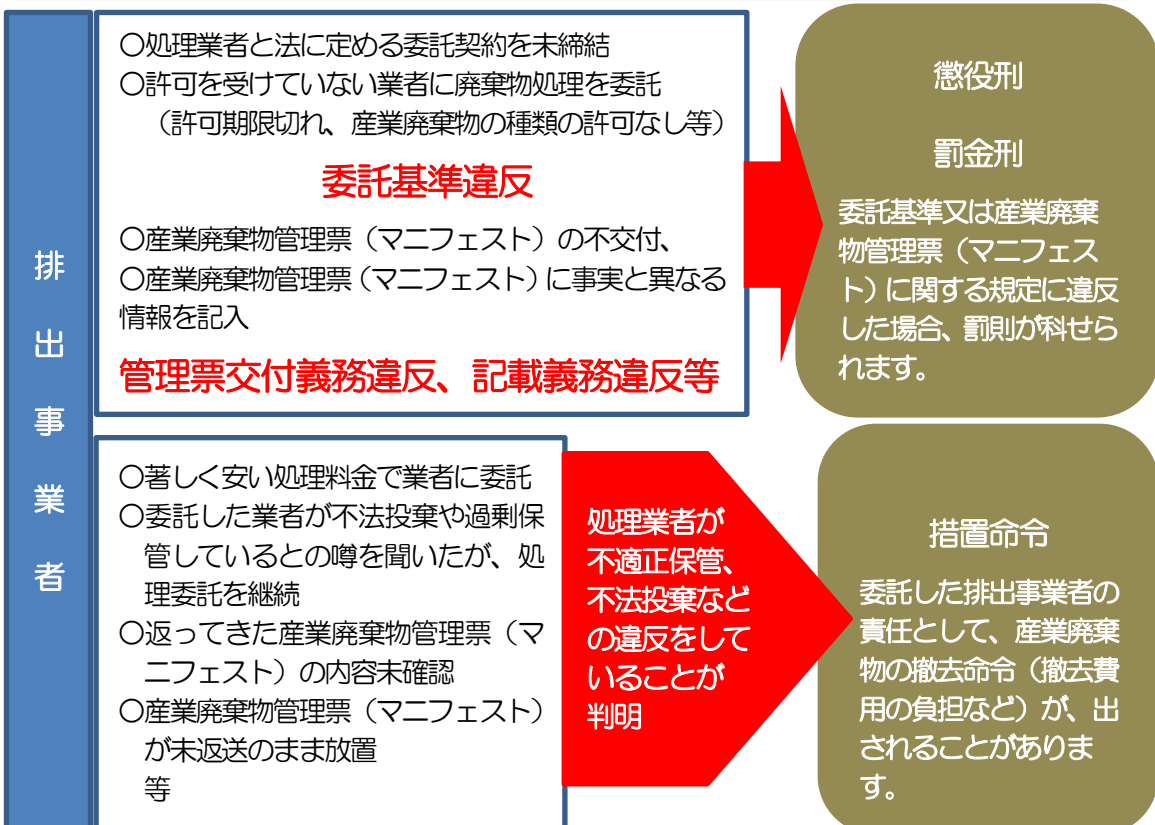 排出事業者
〇処理業者と法に定める委託契約を未締結
〇許可を受けていない業者に廃棄物処理を委託
（許可期限切れ、産業廃棄物の種類の許可なし等）
委託基準違反
〇産業廃棄物管理票（マニフェスト）の不交付、
〇産業廃棄物管理票（マニフェスト）に事実と異なる
情報を記入
管理票交付義務違反、記載義務違反等
懲役刑
罰金刑
委託基準又は産業廃棄
物管理票（マニフェス
ト）に関する規定に違反
した場合、罰則が科せら
れます。
〇著しく安い処理料金で業者に委託
〇委託した業者が不法投棄や過剰保
管しているとの噂を聞いたが、処
理委託を継続
〇返ってきた産業廃棄物管理票（マ
ニフェスト）の内容未確認
〇産業廃棄物管理票（マニフェスト）
が未返送のまま放置
等
処理業者が
不適正保管、
不法投棄など
の違反をして
いることが
判明
措置命令
委託した排出事業者の
責任として、産業廃棄
物の撤去命令（撤去費
用の負担など）が、出
されることがありま
す。